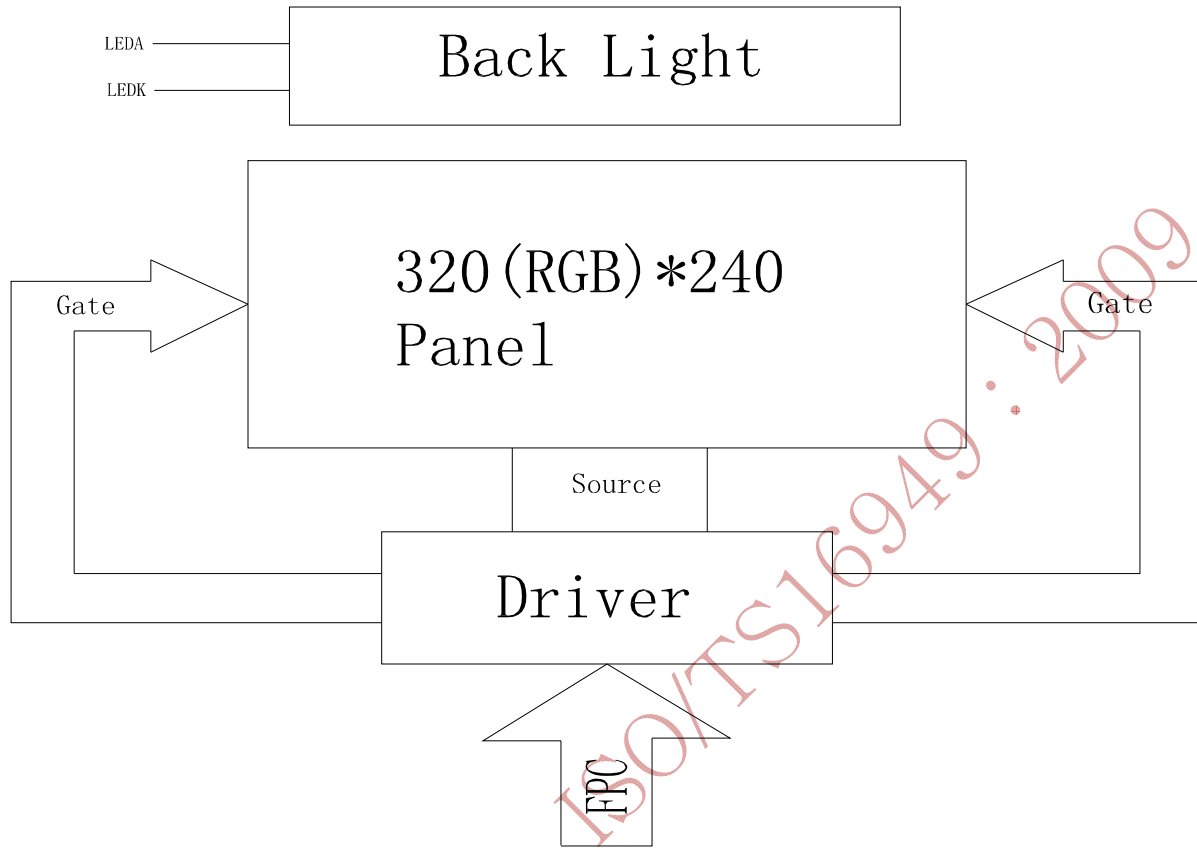 LEDA
LEDK
Back Light
320(RGB)*240
Panel
Gate
Gate
Source
Driver
FPC
ISO/TS16949：2009